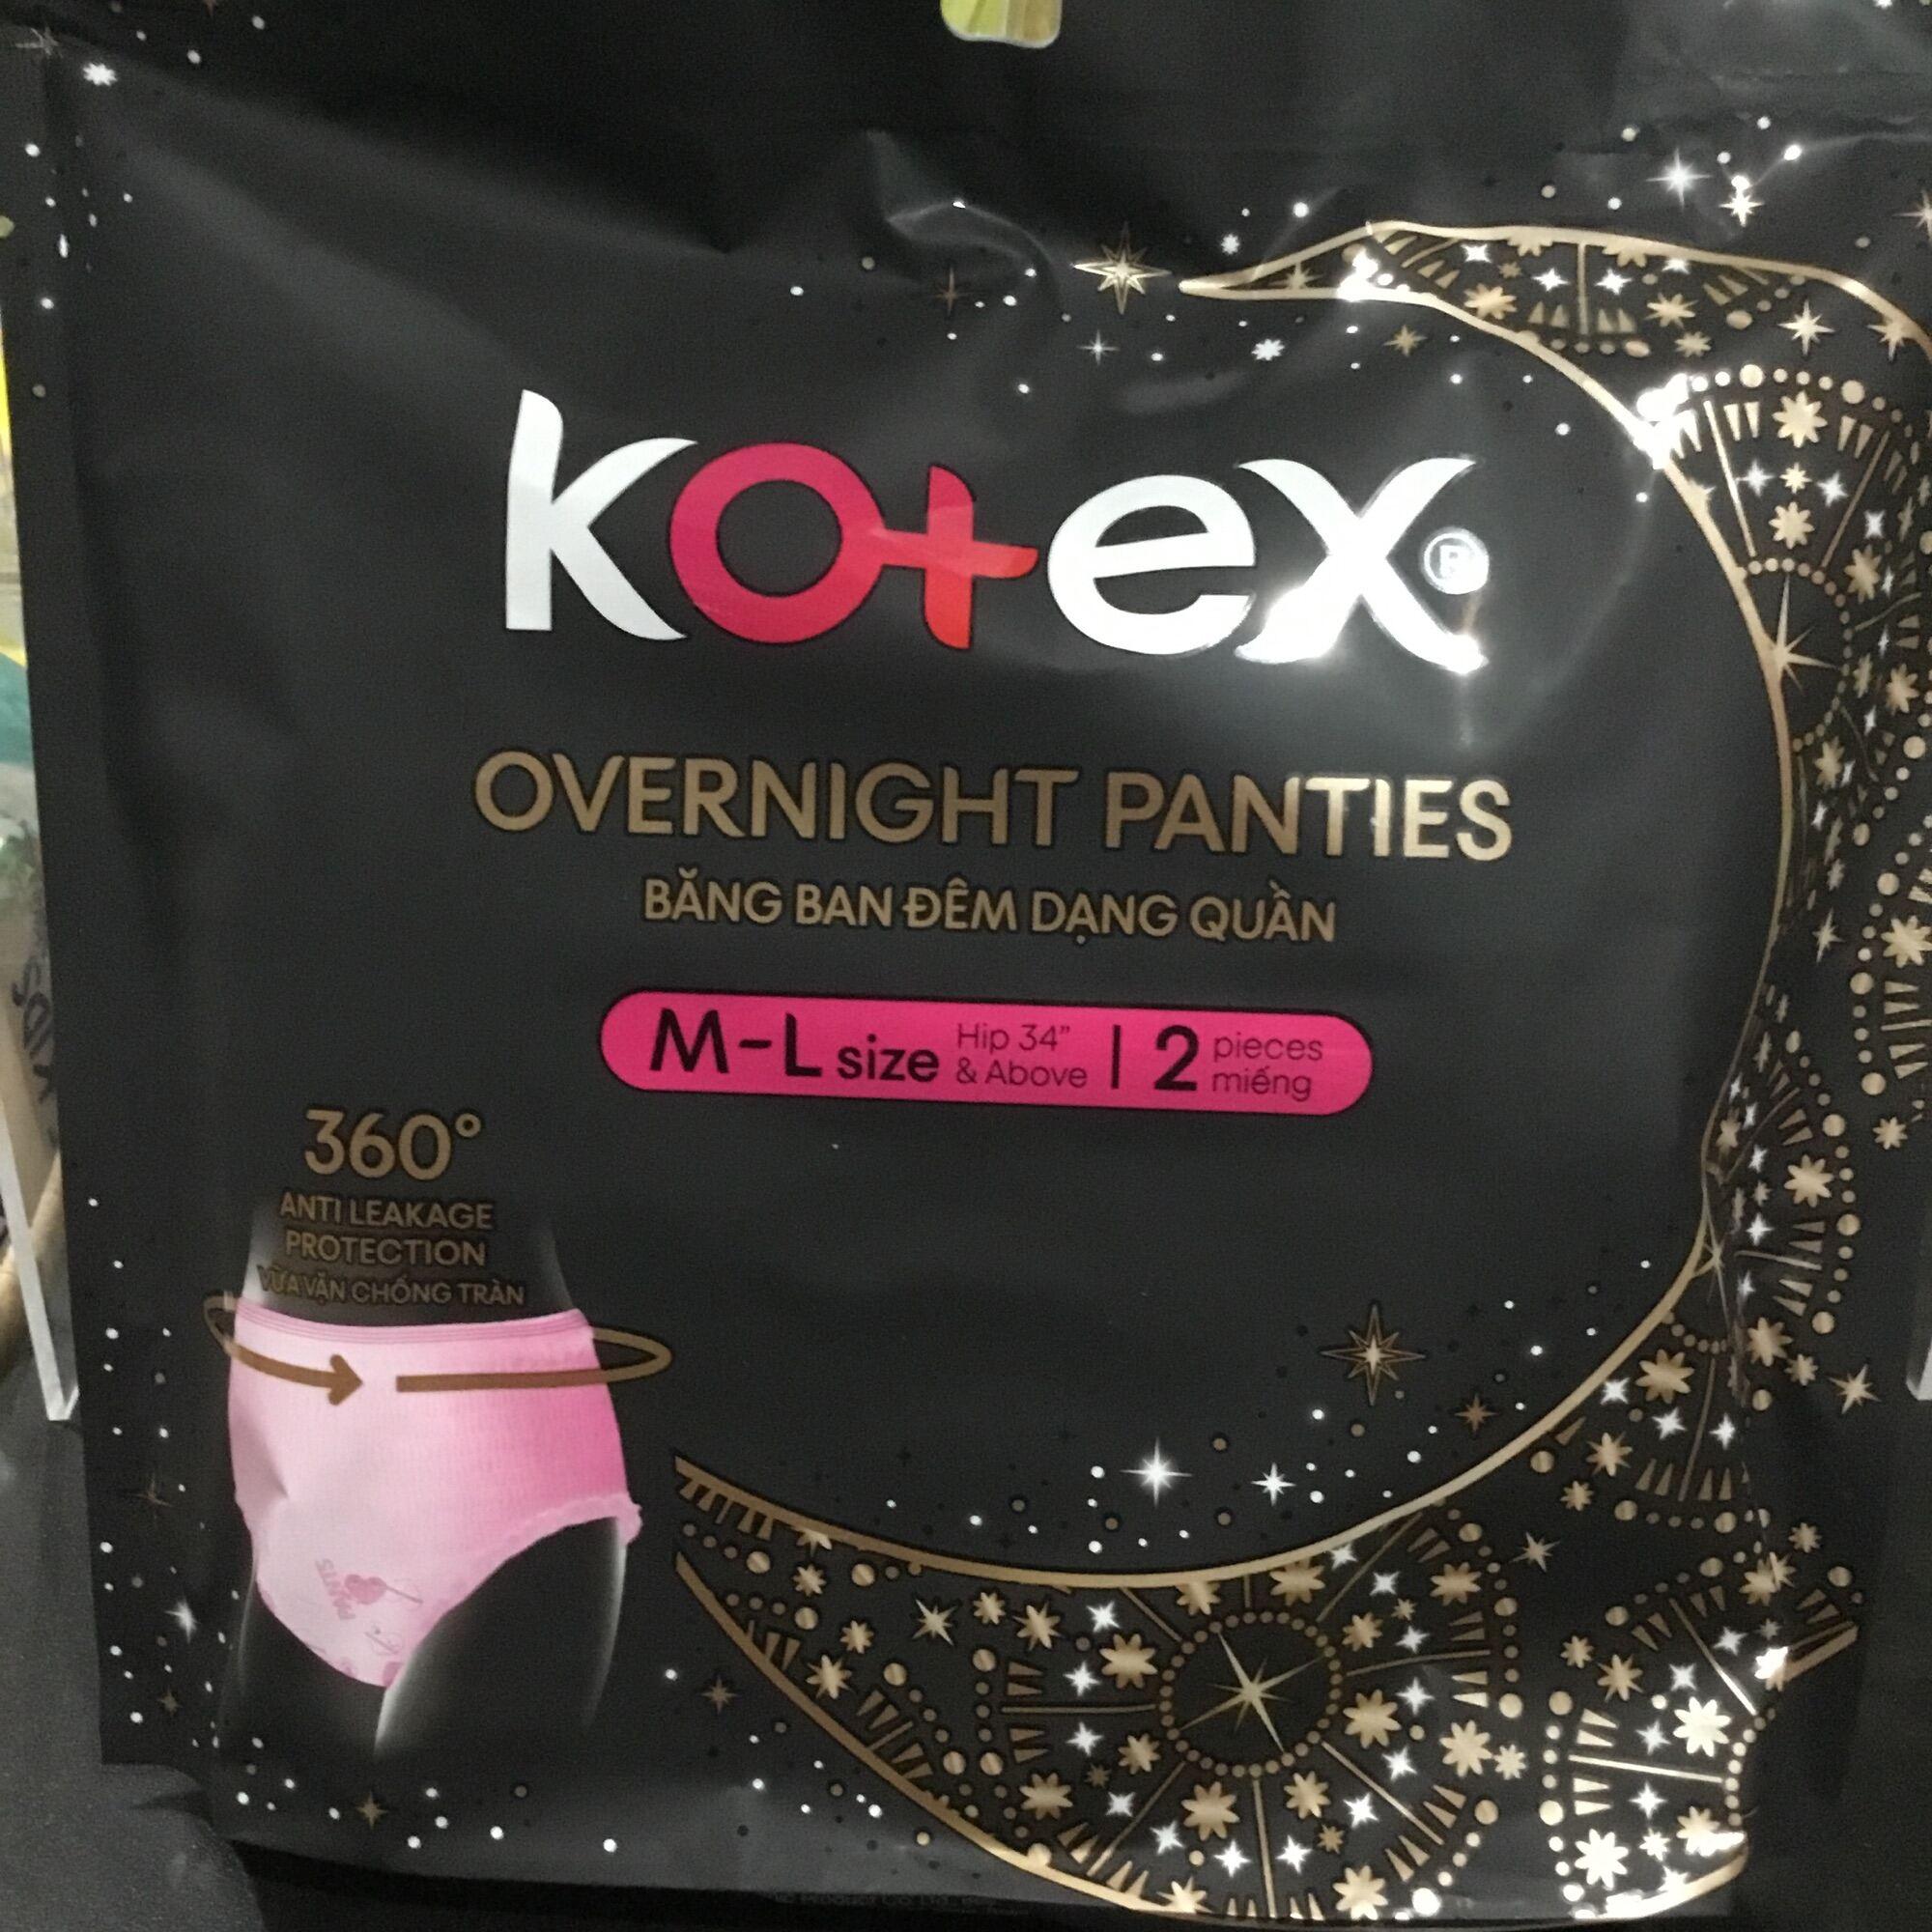 Kotex®
OVERNIGHT PANTIES
BĂNG BAN ĐÊM DẠNG QUẦN
M-L size Hip 34" & Above | 2 pieces miếng
360°
ANTI LEAKAGE
PROTECTION
VỪA VẶN CHỐNG TRÀN
PANTS